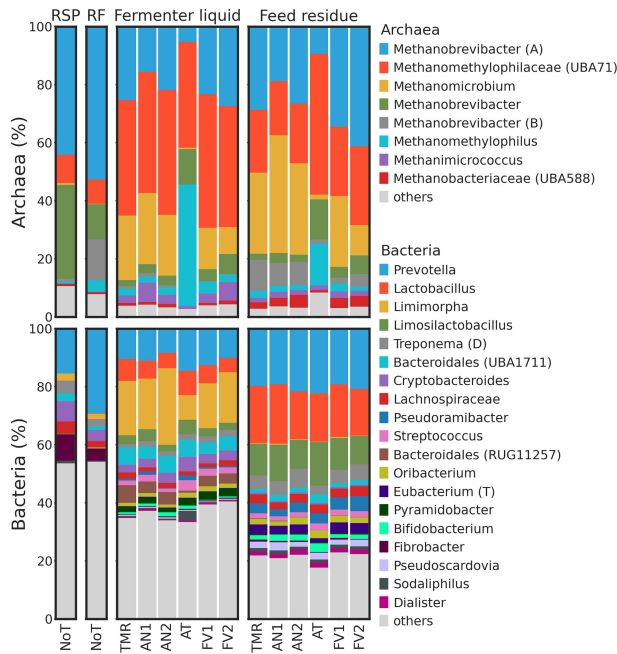 RSP RF Fermenter liquid Feed residue
Archaea (%)
100
80
60
40
20
0
Archaea
Methanobrevibacter (A)
Methanomethylophilaceae (UBA71)
Methanomicrobium
Methanobrevibacter
Methanobrevibacter (B)
Methanomethylophilus
Methanimicrococcus
Methanobacteriaceae (UBA588)
others
Bacteria (%)
100
80
60
40
20
0
Bacteria
Prevotella
Lactobacillus
Limimorpha
Limosilactobacillus
Treponema (D)
Bacteroidales (UBA1711)
Cryptobacteroides
Lachnospiraceae
Pseudoramibacter
Streptococcus
Bacteroidales (RUG11257)
Oribacterium
Eubacterium (T)
Pyramidobacter
Bifidobacterium
Fibrobacter
Pseudoscardovia
Sodaliphilus
Dialister
others
NoT NoT TMR AN1 AN2 AT FV1 FV2 TMR AN1 AN2 AT FV1 FV2